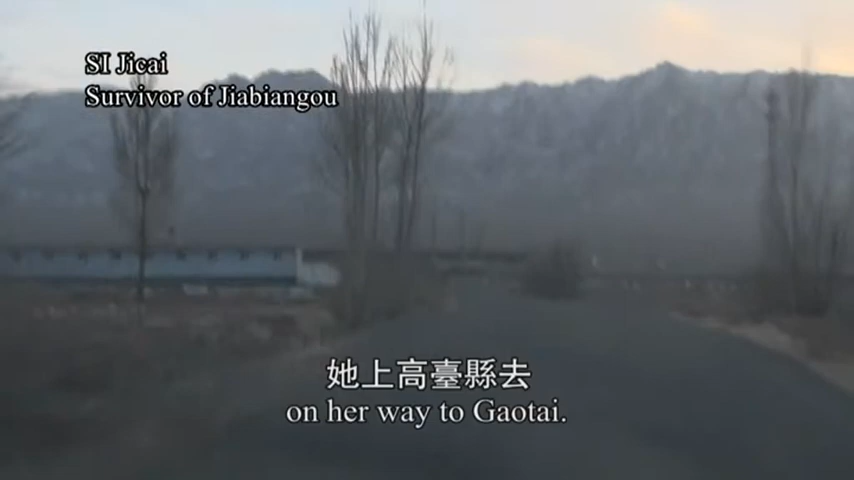 SI Jicai
Survivor of Jiabiangou
她上高臺縣去
on her way to Gaotai.